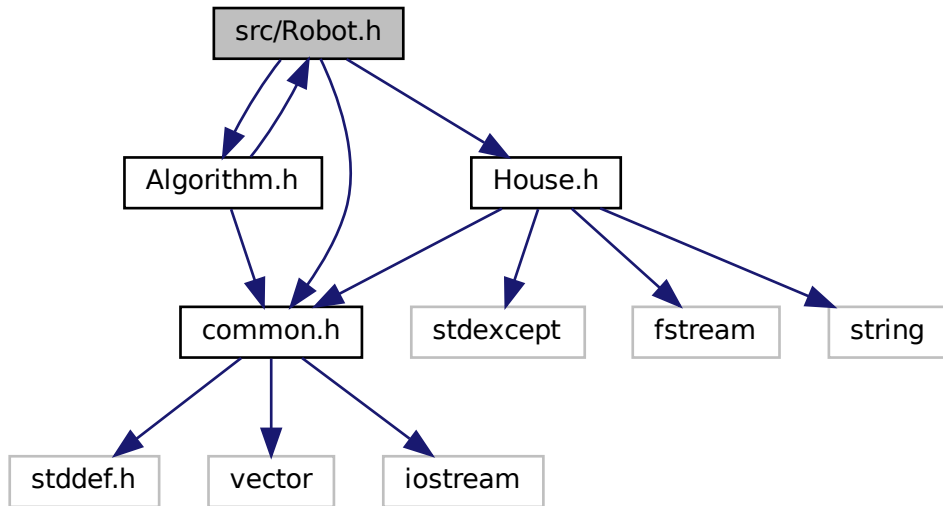 src/Robot.h
Algorithm.h
House.h
common.h
stdexcept
fstream
string
stddef.h
vector
iostream